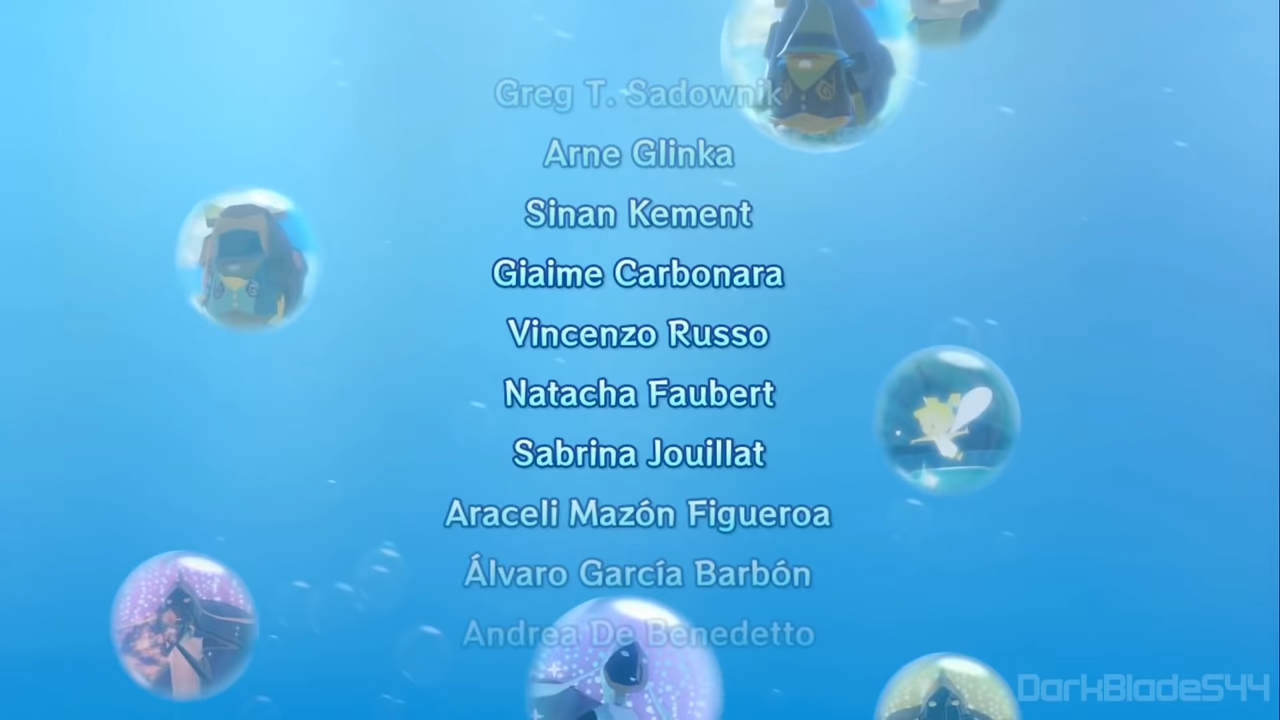 Greg T. Sadownik
Arne Glinka
Sinan Kement
Giaime Carbonara
Vincenzo Russo
Natacha Faubert
Sabrina Jouillat
Araceli Mazón Figueroa
Álvaro García Barbón
Andrea De Benedetto
DarkBlade544